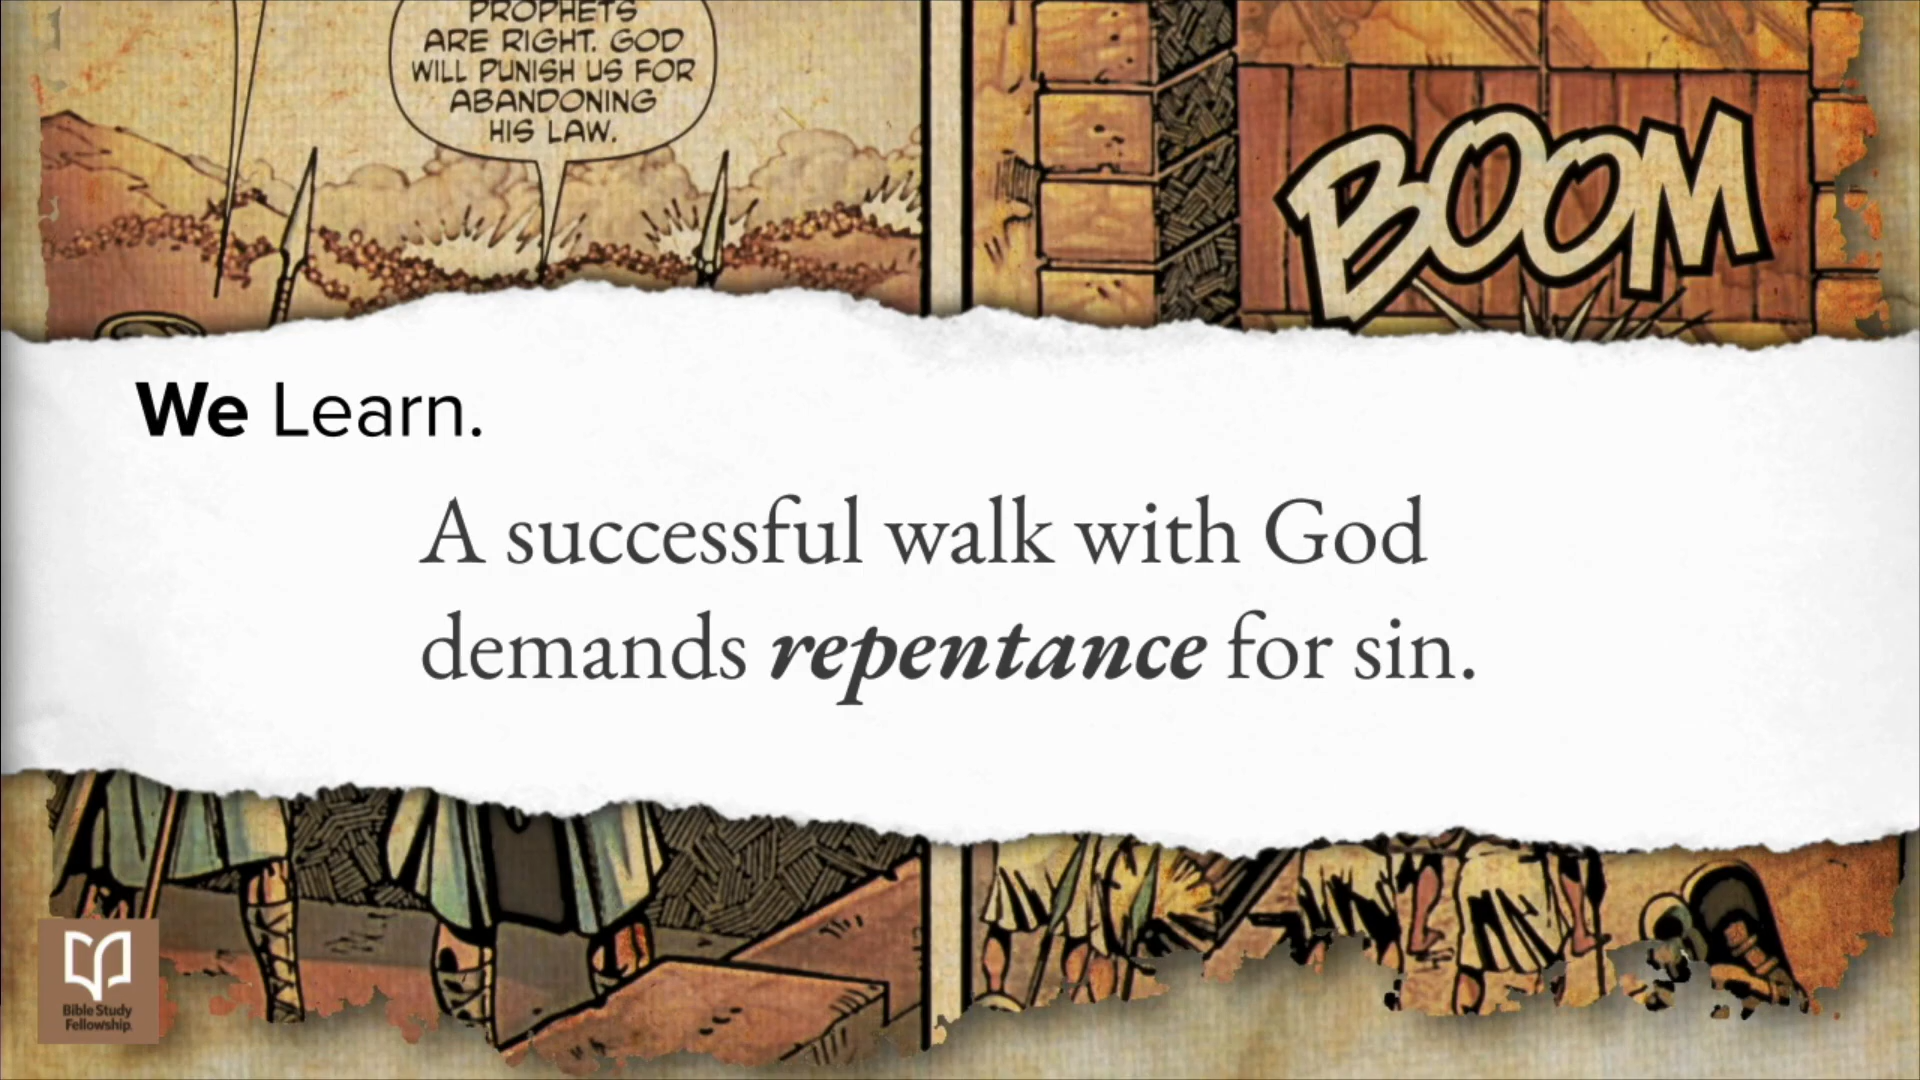 PROPHETS
ARE RIGHT. GOD
WILL PUNISH US FOR
ABANDONING
HIS LAW.
BOOM
We Learn.
A successful walk with God
demands repentance for sin.
Bible Study
Fellowship